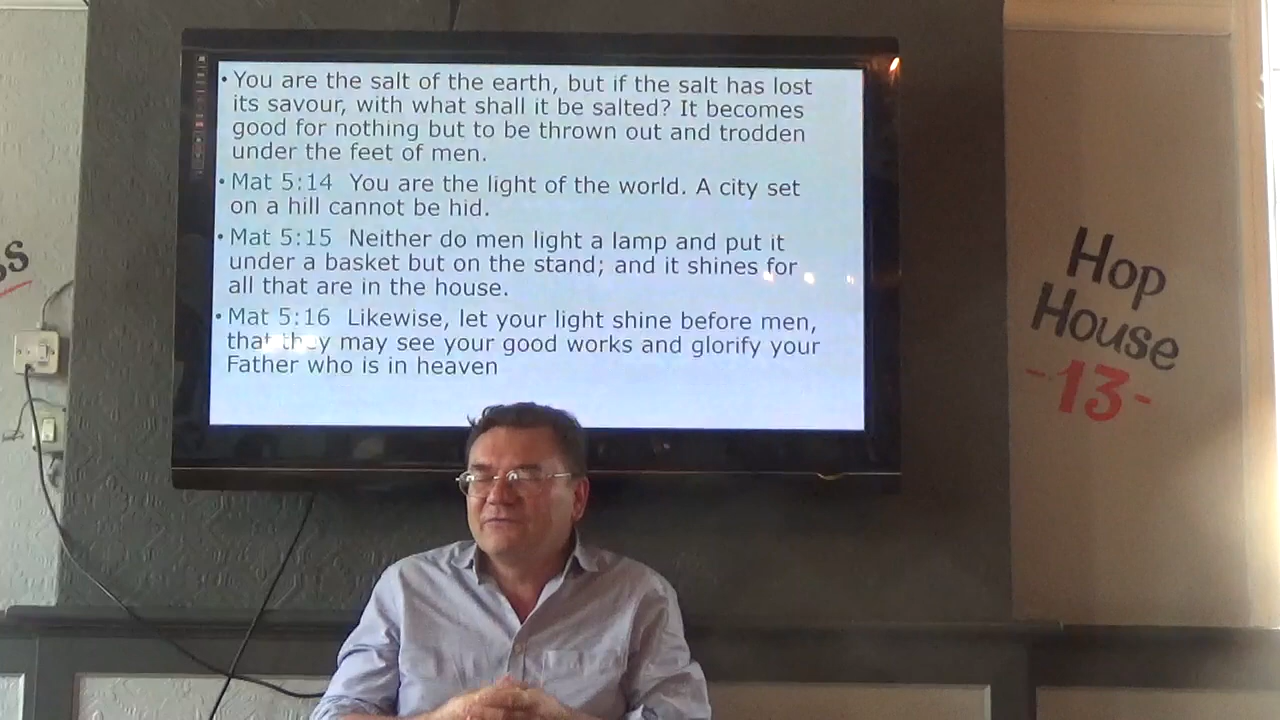 • You are the salt of the earth, but if the salt has lost
its savour, with what shall it be salted? It becomes
good for nothing but to be thrown out and trodden
under the feet of men.
• Mat 5:14 You are the light of the world. A city set
on a hill cannot be hid.
• Mat 5:15 Neither do men light a lamp and put it
under a basket but on the stand; and it shines for
all that are in the house.
• Mat 5:16 Likewise, let your light shine before men,
that they may see your good works and glorify your
Father who is in heaven
Hop
House
-13-